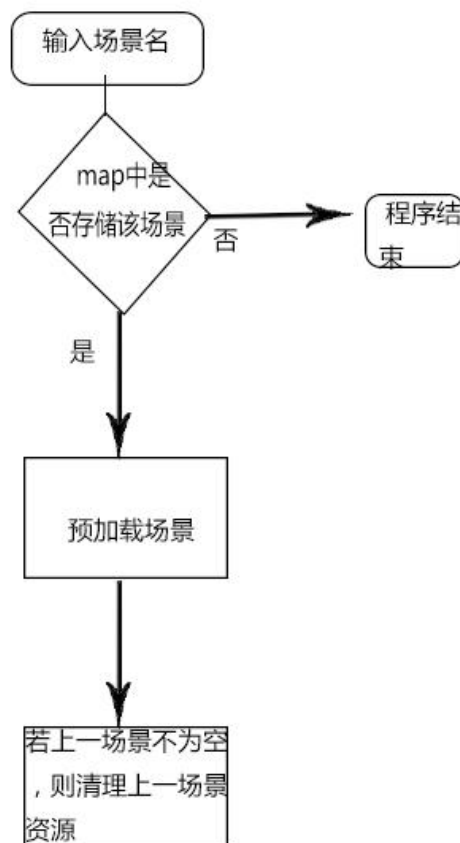 输入场景名
map中是
否存储该场景
否
程序结
束
是
预加载场景
若上一场景不为空
，则清理上一场景
资源